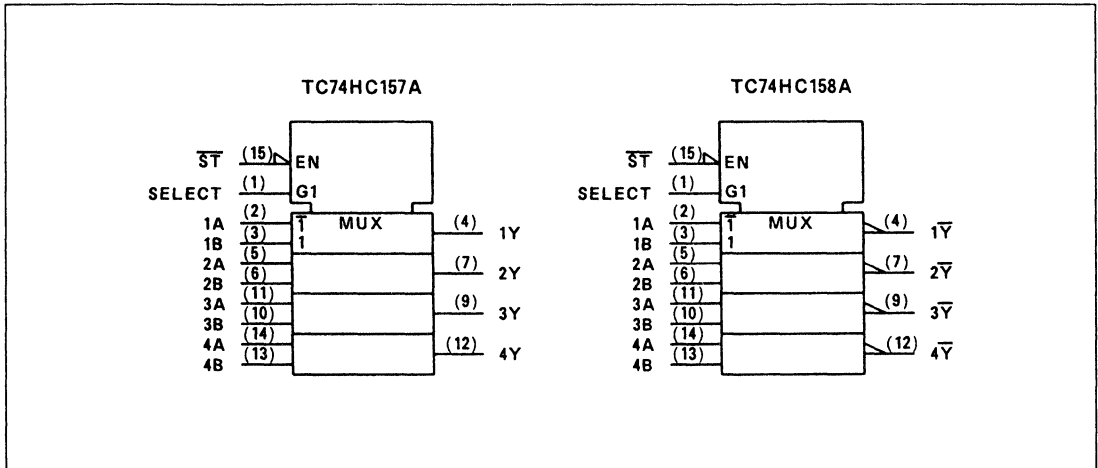 TC74HC157A
S̅T̅ (15) EN
SELECT (1) G1
1A (2) 1̅ MUX (4) 1Y
1B (3) 1
2A (5) (7) 2Y
2B (6)
3A (11) (9) 3Y
3B (10)
4A (14) (12) 4Y
4B (13)
TC74HC158A
S̅T̅ (15) EN
SELECT (1) G1
1A (2) 1̅ MUX (4) 1Y̅
1B (3) 1
2A (5) (7) 2Y̅
2B (6)
3A (11) (9) 3Y̅
3B (10)
4A (14) (12) 4Y̅
4B (13)